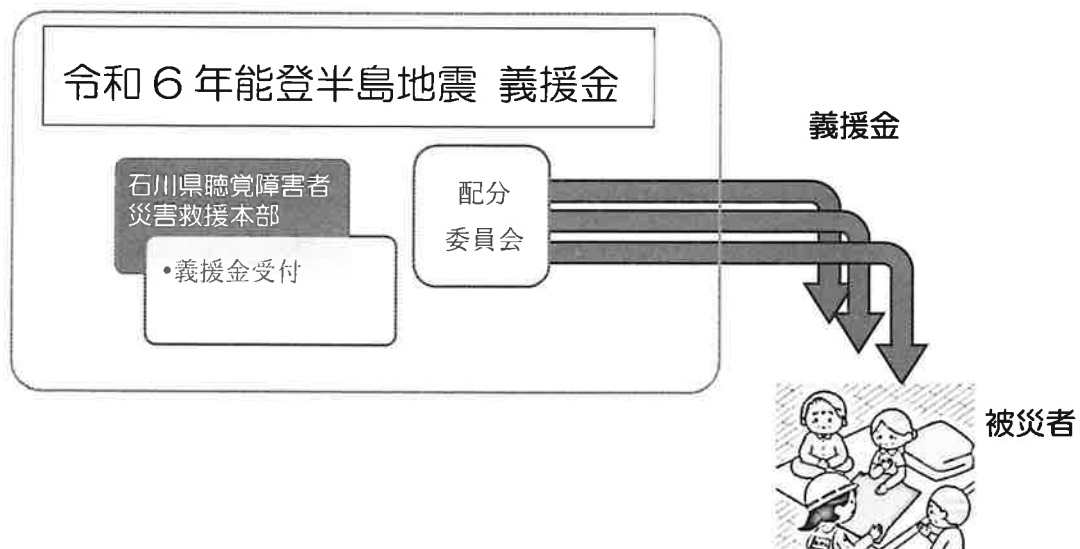 令和６年能登半島地震 義援金
義援金
石川県聴覚障害者
災害救援本部
•義援金受付
配分
委員会
被災者